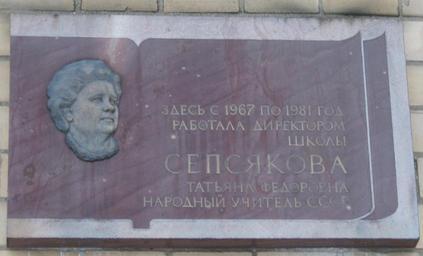 ЗДЕСЬ С 1967 ПО 1981 ГОД
РАБОТАЛА ДИРЕКТОРОМ
ШКОЛЫ
СЕПСЯКОВА
ТАТЬЯНА ФЕДОРОВНА
НАРОДНЫЙ УЧИТЕЛЬ СССР